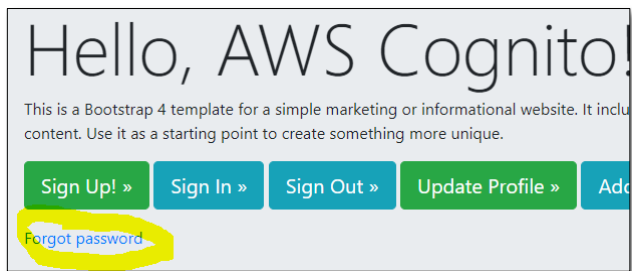 Hello, AWS Cognito!
This is a Bootstrap 4 template for a simple marketing or informational website. It
content. Use it as a starting point to create something more unique.
Sign Up! » Sign In » Sign Out » Update Profile »
Forgot password